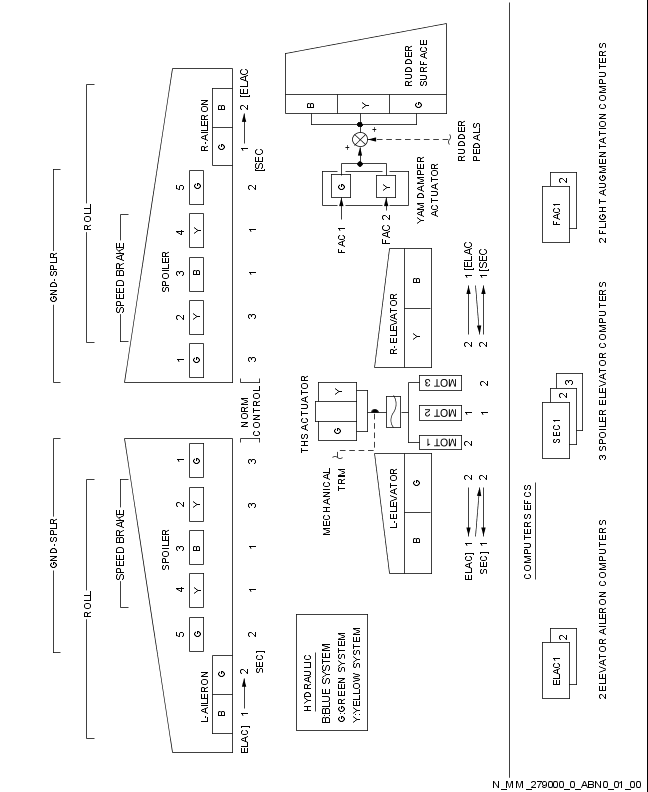 GND-SPLR GND-SPLR
ROLL ROLL
SPEED BRAKE SPEED BRAKE
SPOILER SPOILER
5 4 3 2 1 1 2 3 4 5
G Y B Y G G Y B Y G
L-AILERON R-AILERON
B G G B
ELAC] 1 2 1 2 [ELAC
SEC] 2 1 1 3 3 NORM CONTROL 3 3 1 1 2 [SEC
HYDRAULIC
B:BLUE SYSTEM
G:GREEN SYSTEM
Y:YELLOW SYSTEM
THS ACTUATOR
G Y
MECHANICAL
TRIM
MOT 1 MOT 2 MOT 3
2 1
1 2
L-ELEVATOR R-ELEVATOR
B G Y B
ELAC] 1 2 2 1 [ELAC
SEC] 1 2 2 1 [SEC
FAC 1 G
FAC 2 Y
YAM DAMPER
ACTUATOR
+ +
RUDDER
PEDALS
B Y G
RUDDER
SURFACE
COMPUTERS EFCS
ELAC1 2
2 ELEVATOR AILERON COMPUTERS
SEC1 2 3
3 SPOILER ELEVATOR COMPUTERS
FAC1 2
2 FLIGHT AUGMENTATION COMPUTERS
N_MM_279000_0_ABN0_01_00